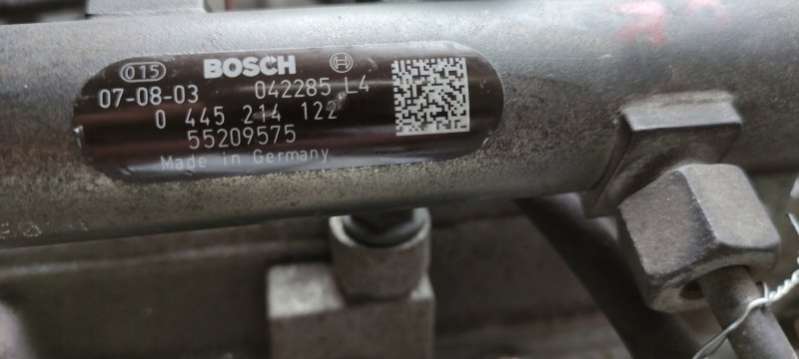 015 BOSCH
07-08-03 042285 L4
0 445 214 122
55209575
Made in Germany